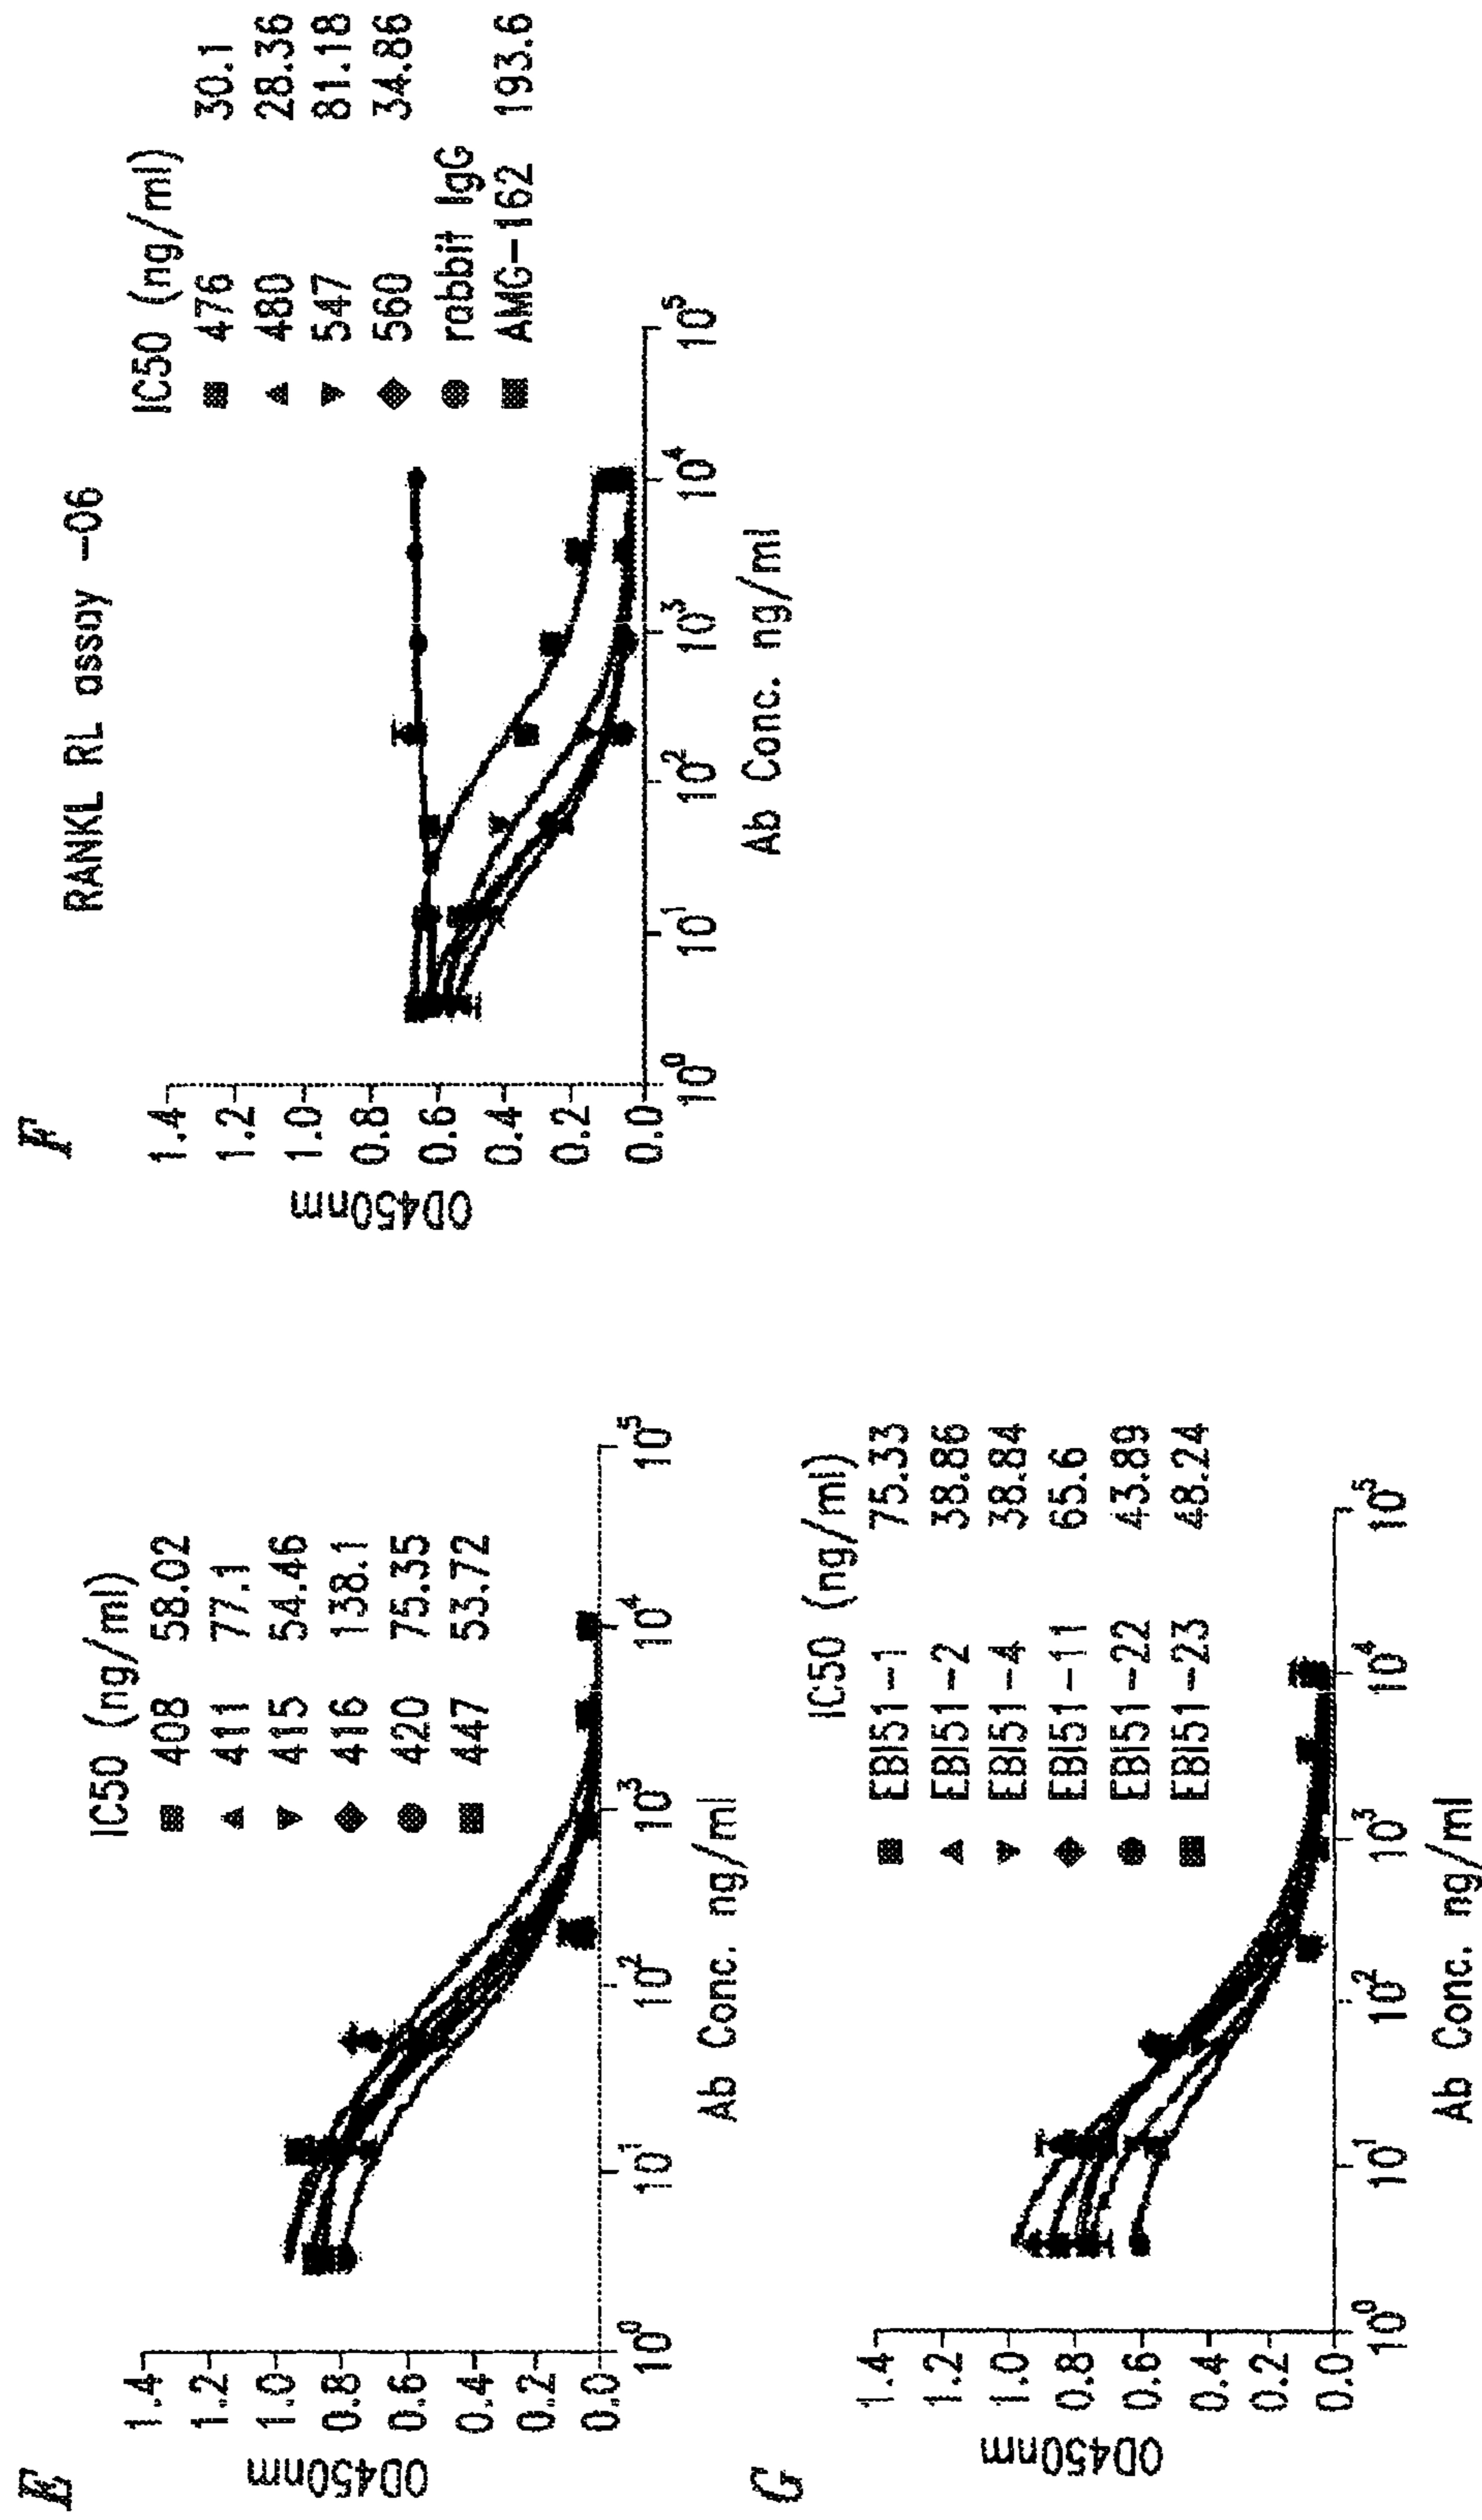 E
OD450nm
1.4
1.2
1.0
0.8
0.6
0.4
0.2
0.0
10^0
10^1
10^2
10^3
10^4
10^5
Ab Conc. ng/ml
IC50 (ng/ml)
408 58.02
411 77.1
415 54.46
416 138.1
420 75.35
447 53.72
F
RANKL RL assay -06
OD450nm
1.4
1.2
1.0
0.8
0.6
0.4
0.2
0.0
10^0
10^1
10^2
10^3
10^4
10^5
Ab Conc. ng/ml
IC50 (ng/ml)
476 30.1
480 28.36
547 81.18
560 34.86
rabbit IgG
AMG-162 193.6
G
OD450nm
1.4
1.2
1.0
0.8
0.6
0.4
0.2
0.0
10^0
10^1
10^2
10^3
10^4
10^5
Ab Conc. ng/ml
IC50 (ng/ml)
EBI51-1 75.33
EBI51-2 38.86
EBI51-4 38.84
EBI51-11 65.6
EBI51-22 43.89
EBI51-23 48.24